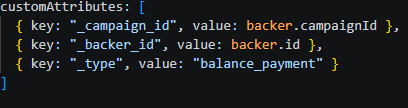 customAttributes: [
{ key: "_campaign_id", value: backer.campaignId },
{ key: "_backer_id", value: backer.id },
{ key: "_type", value: "balance_payment" }
]